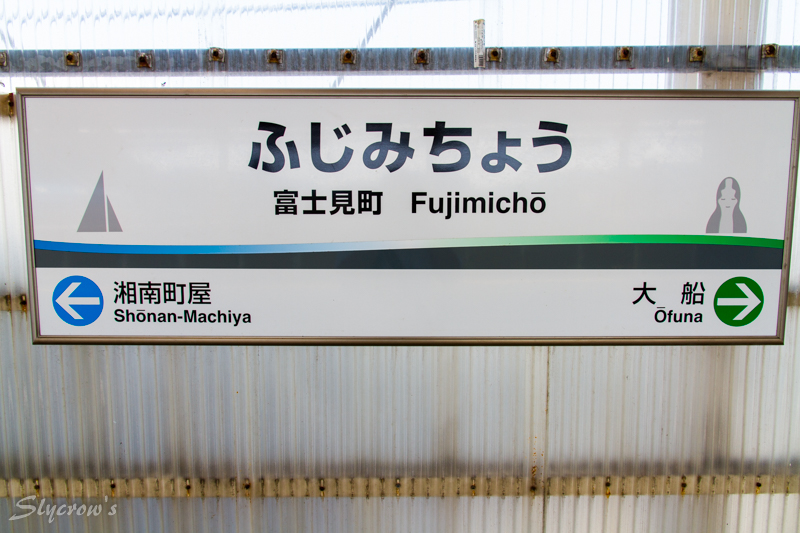 ふじみちょう
富士見町 Fujimichō
湘南町屋
Shōnan-Machiya
大船
Ōfuna
Slycrow's